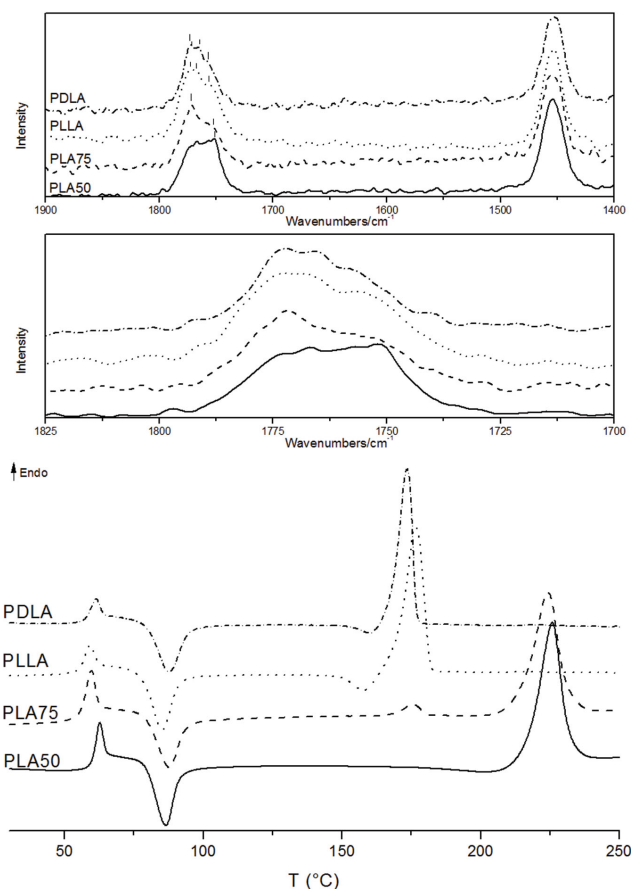 Intensity
PDLA
PLLA
PLA75
PLA50
1900 1800 1700 1600 1500 1400
Wavenumbers/cm-1
Intensity
1825 1800 1775 1750 1725 1700
Wavenumbers/cm-1
Endo
PDLA
PLLA
PLA75
PLA50
50 100 150 200 250
T (°C)